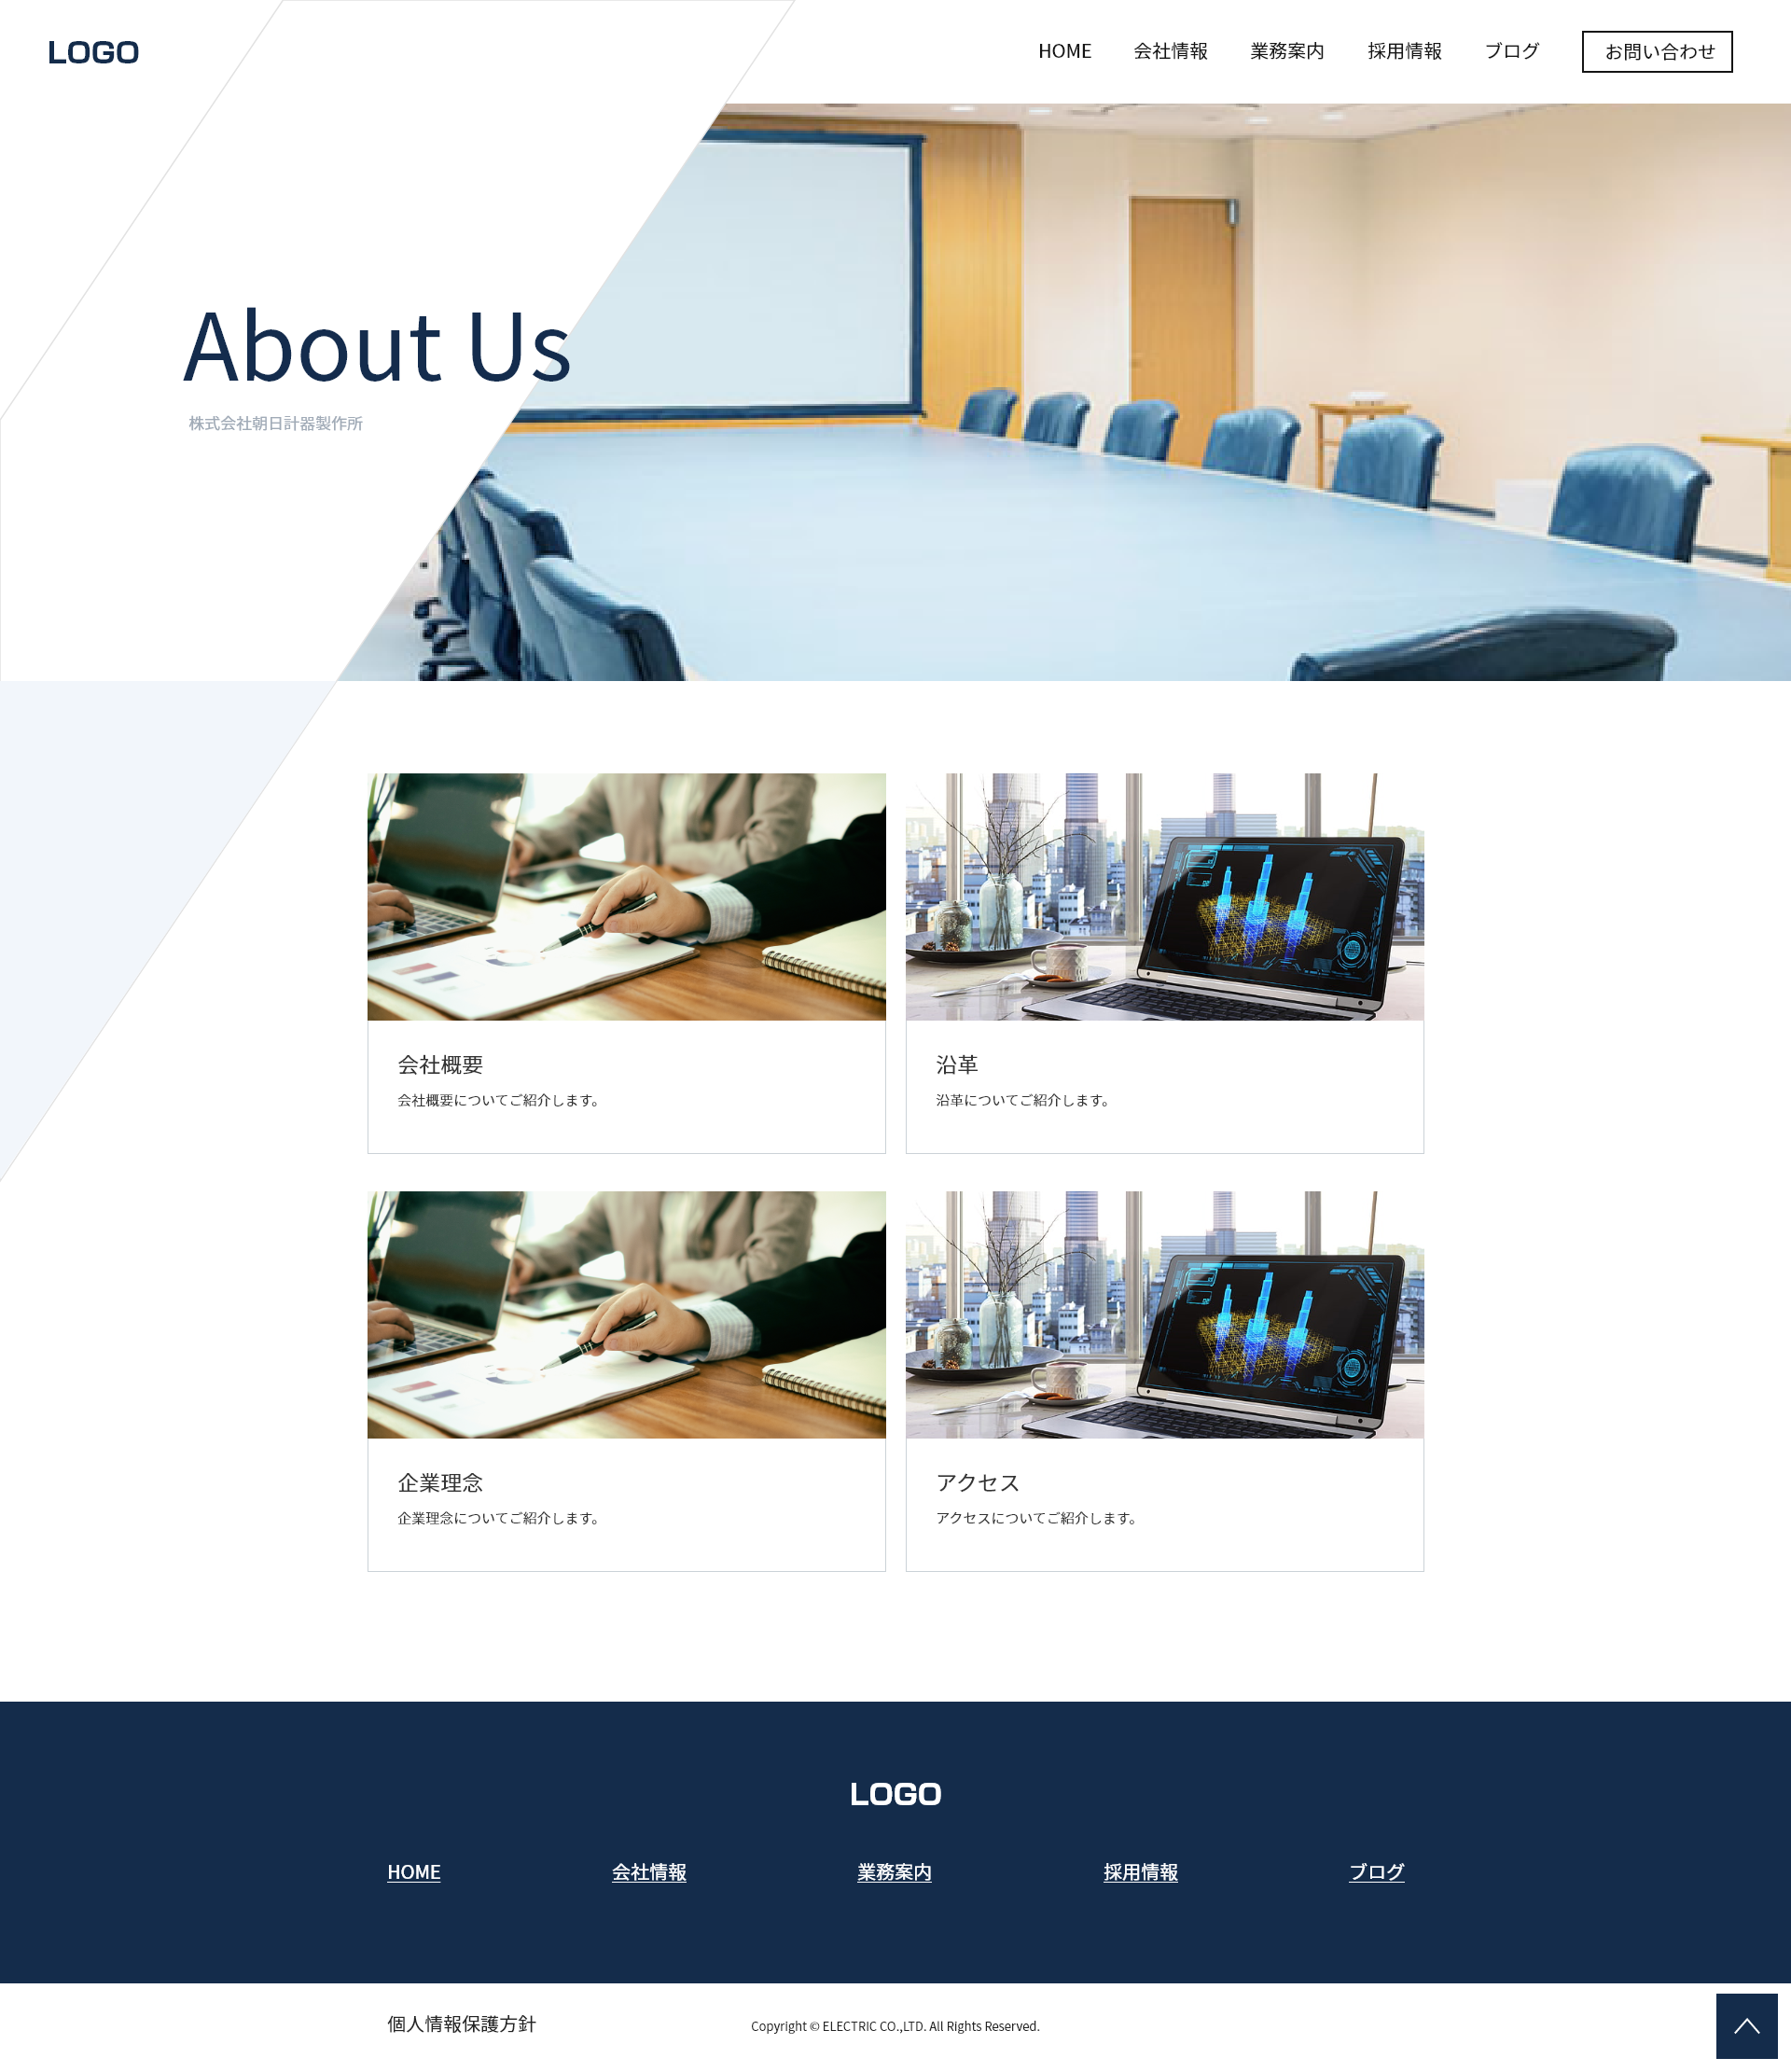 LOGO
HOME 会社情報 業務案内 採用情報 ブログ お問い合わせ
About Us
株式会社朝日計器製作所
会社概要
会社概要についてご紹介します。
沿革
沿革についてご紹介します。
企業理念
企業理念についてご紹介します。
アクセス
アクセスについてご紹介します。
LOGO
HOME 会社情報 業務案内 採用情報 ブログ
個人情報保護方針
Copyright © ELECTRIC CO.,LTD. All Rights Reserved.